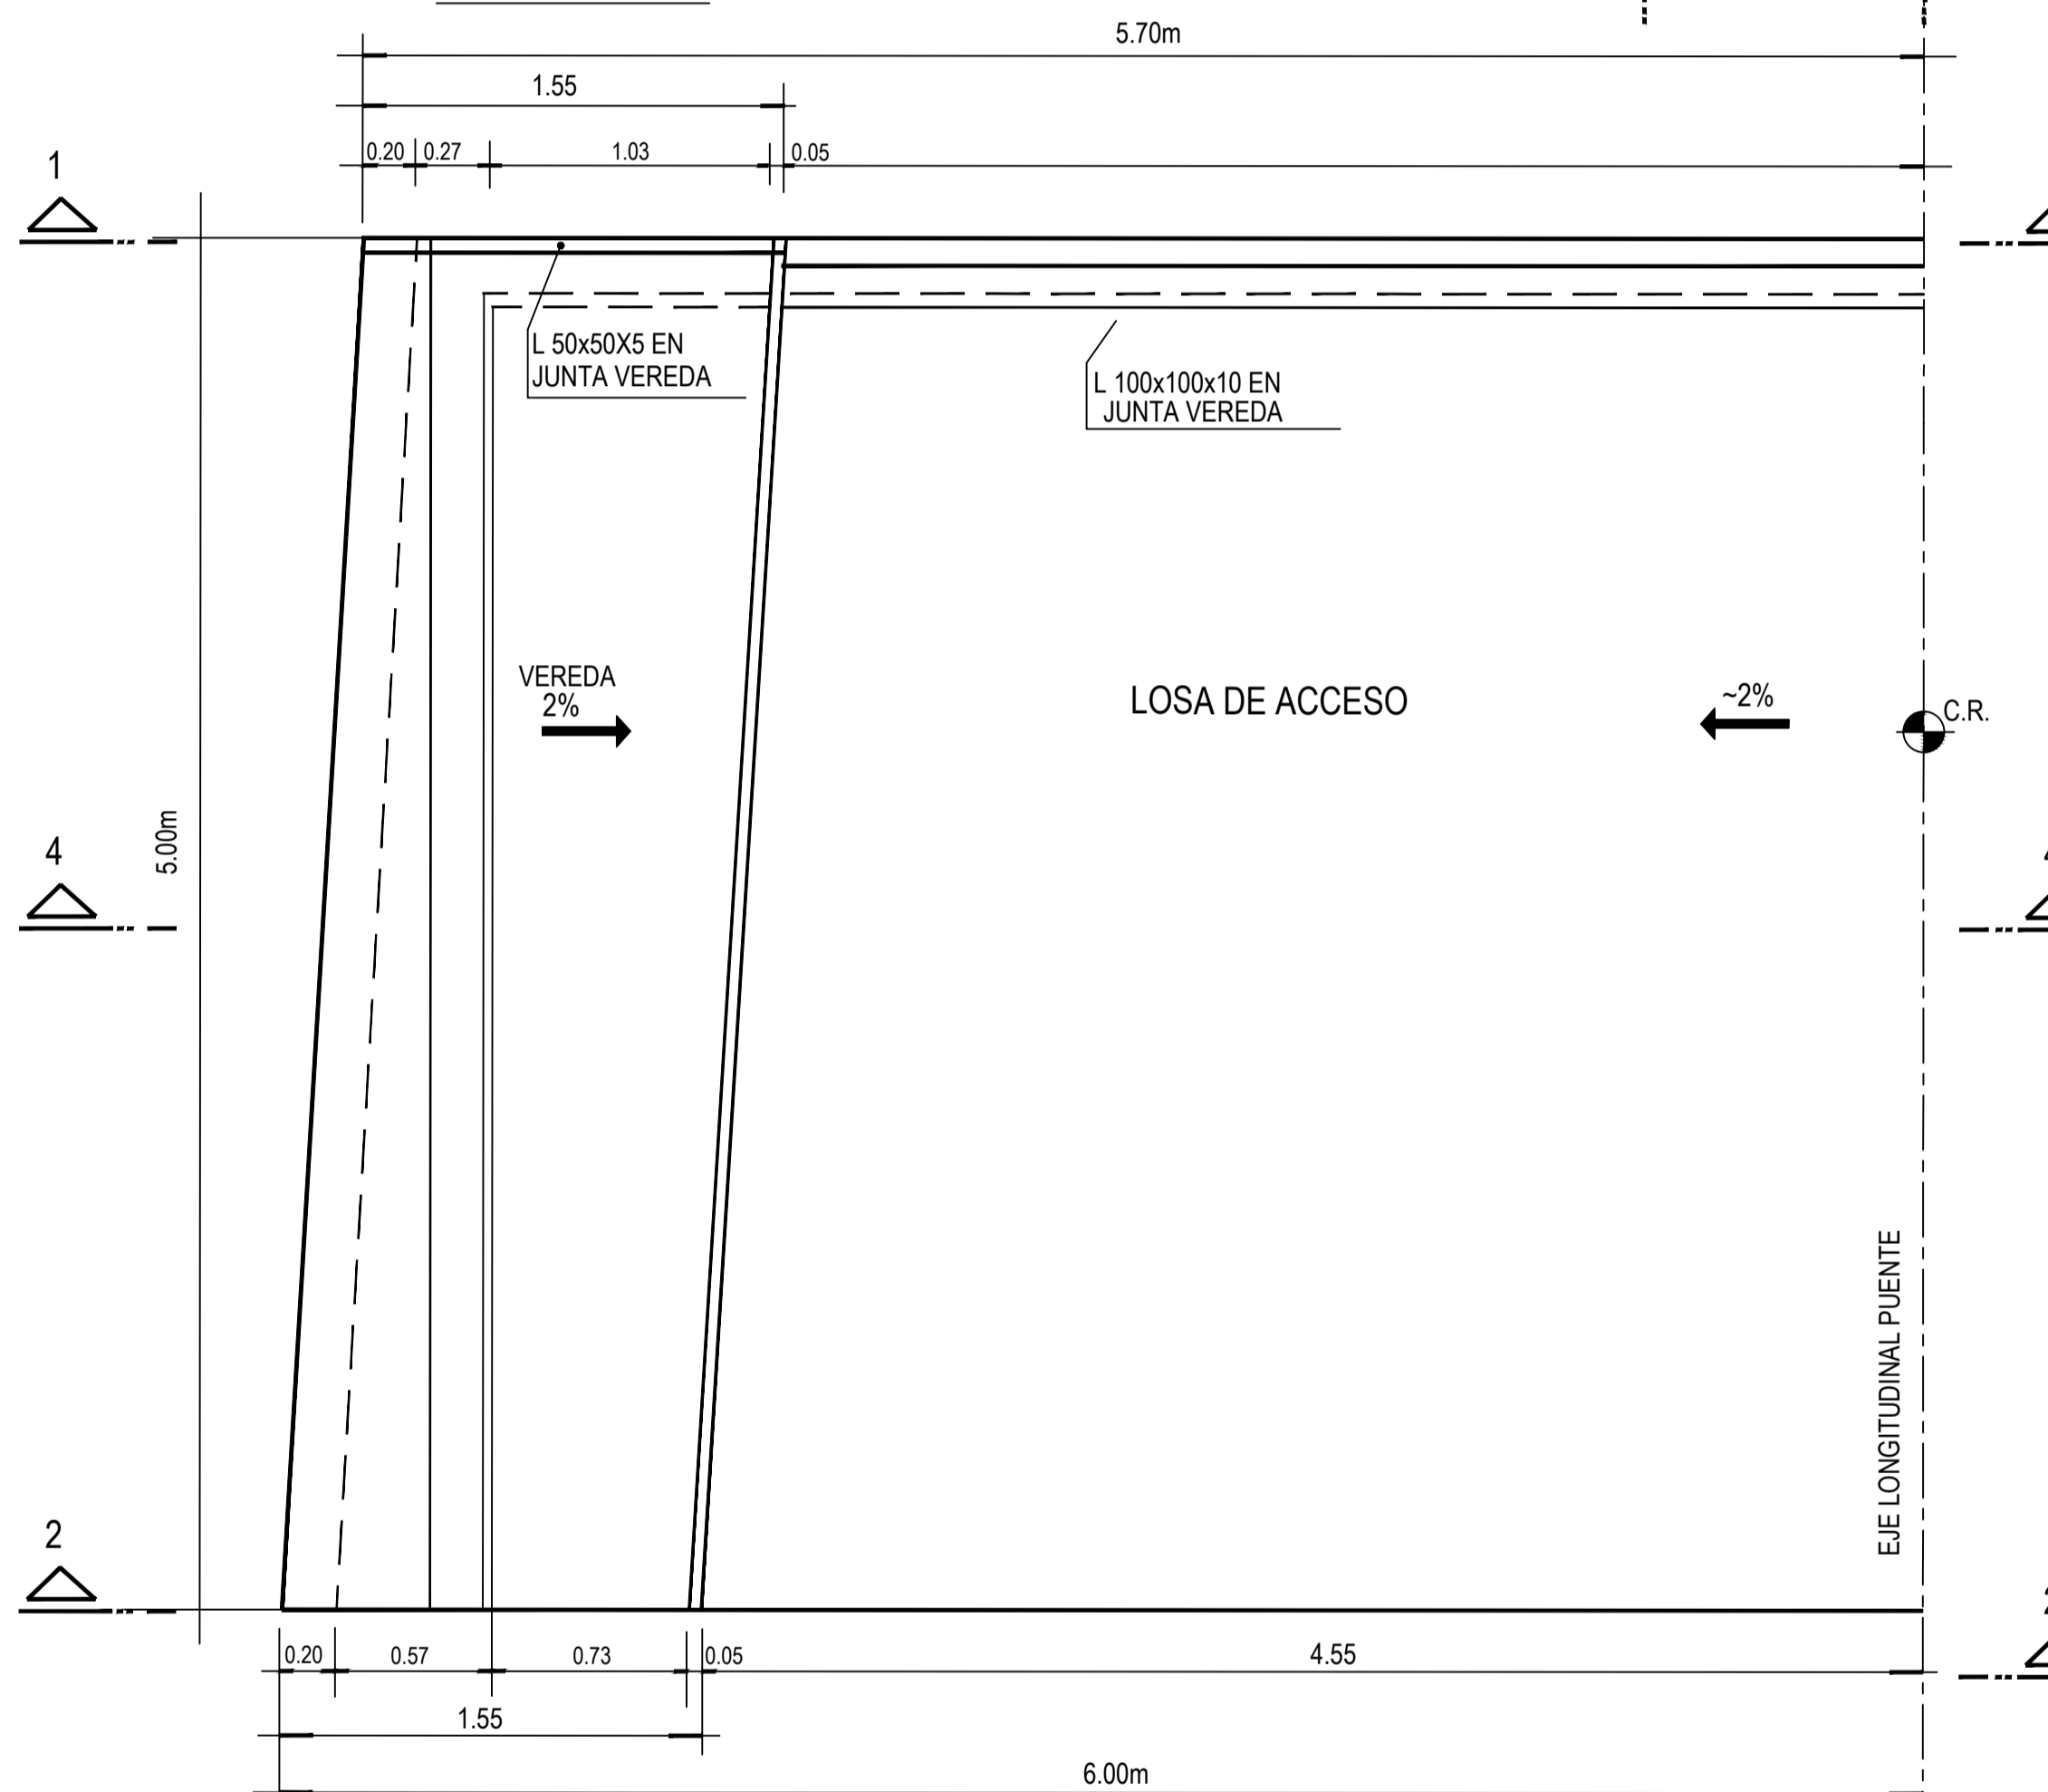 5.70m
1.55
0.20 0.27 1.03 0.05
1
L 50x50X5 EN
JUNTA VEREDA
L 100x100x10 EN
JUNTA VEREDA
VEREDA
2%
LOSA DE ACCESO
~2%
C.R.
4
5.00m
EJE LONGITUDINAL PUENTE
2
0.20 0.57 0.73 0.05 4.55
1.55
6.00m